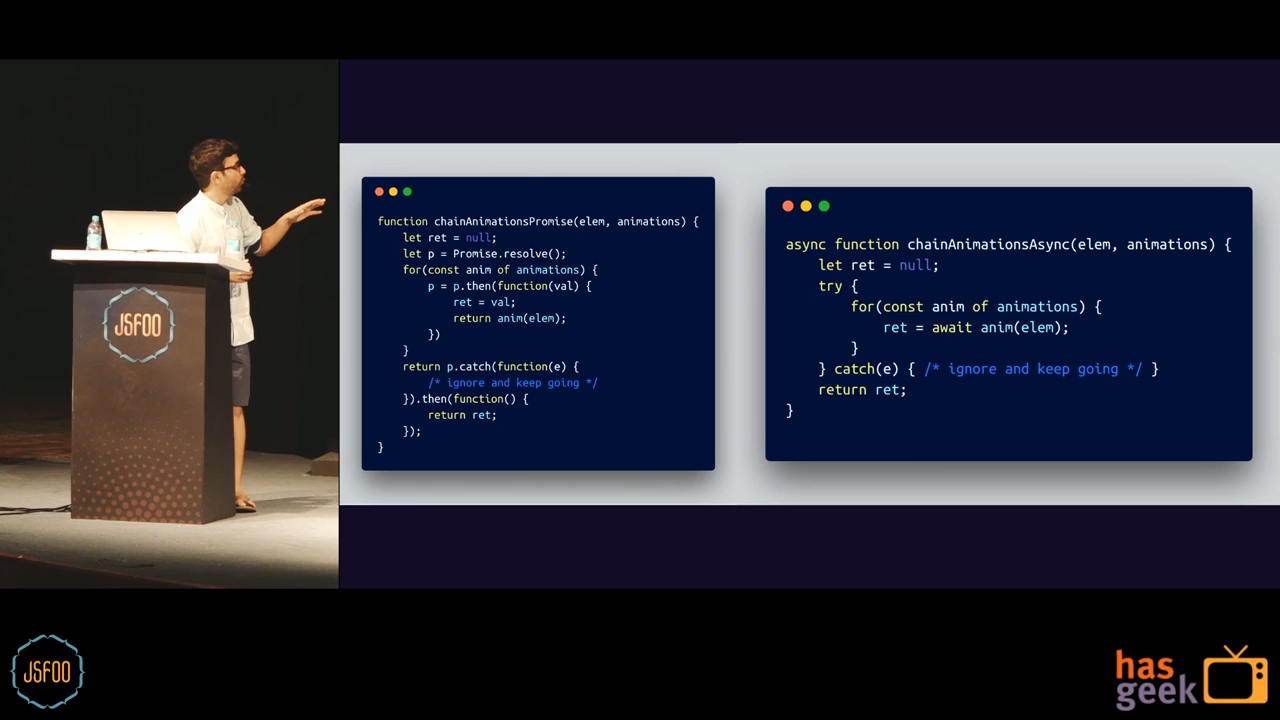 JSFOO
function chainAnimationsPromise(elem, animations) {
let ret = null;
let p = Promise.resolve();
for(const anim of animations) {
p = p.then(function(val) {
ret = val;
return anim(elem);
})
}
return p.catch(function(e) {
/* ignore and keep going */
}).then(function() {
return ret;
});
}
async function chainAnimationsAsync(elem, animations) {
let ret = null;
try {
for(const anim of animations) {
ret = await anim(elem);
}
} catch(e) { /* ignore and keep going */ }
return ret;
}
JSFOO
has
geek